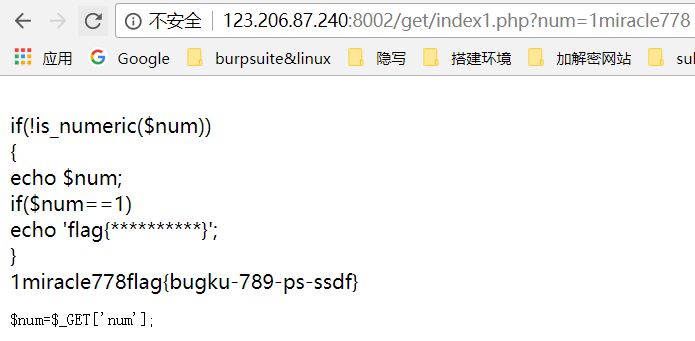 不安全 | 123.206.87.240:8002/get/index1.php?num=1miracle778
应用 Google burpsuite&linux 隐写 搭建环境 加解密网站 sul
if(!is_numeric($num))
{
echo $num;
if($num==1)
echo 'flag{**********}';
}
1miracle778flag{bugku-789-ps-ssdf}
$num=$_GET['num'];